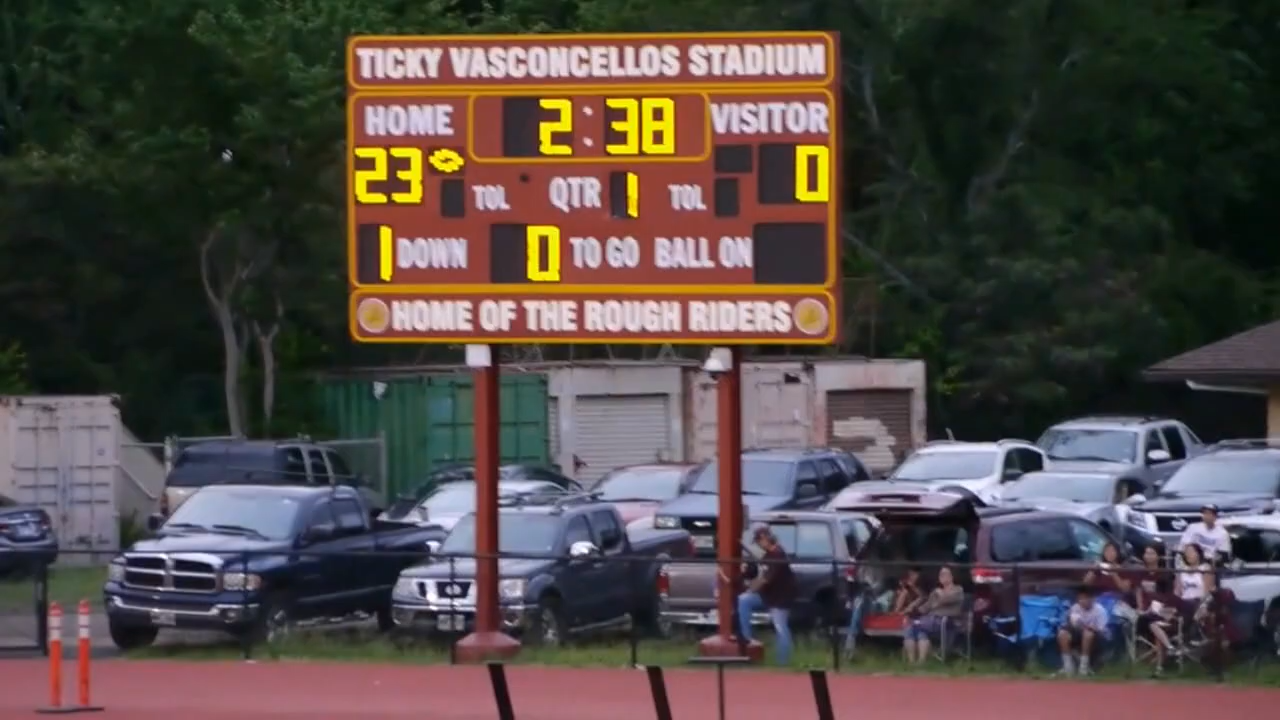 TICKY VASCONCELLOS STADIUM
HOME 2:38 VISITOR
23 0
TOL QTR 1 TOL
1 DOWN 0 TO GO BALL ON
HOME OF THE ROUGH RIDERS